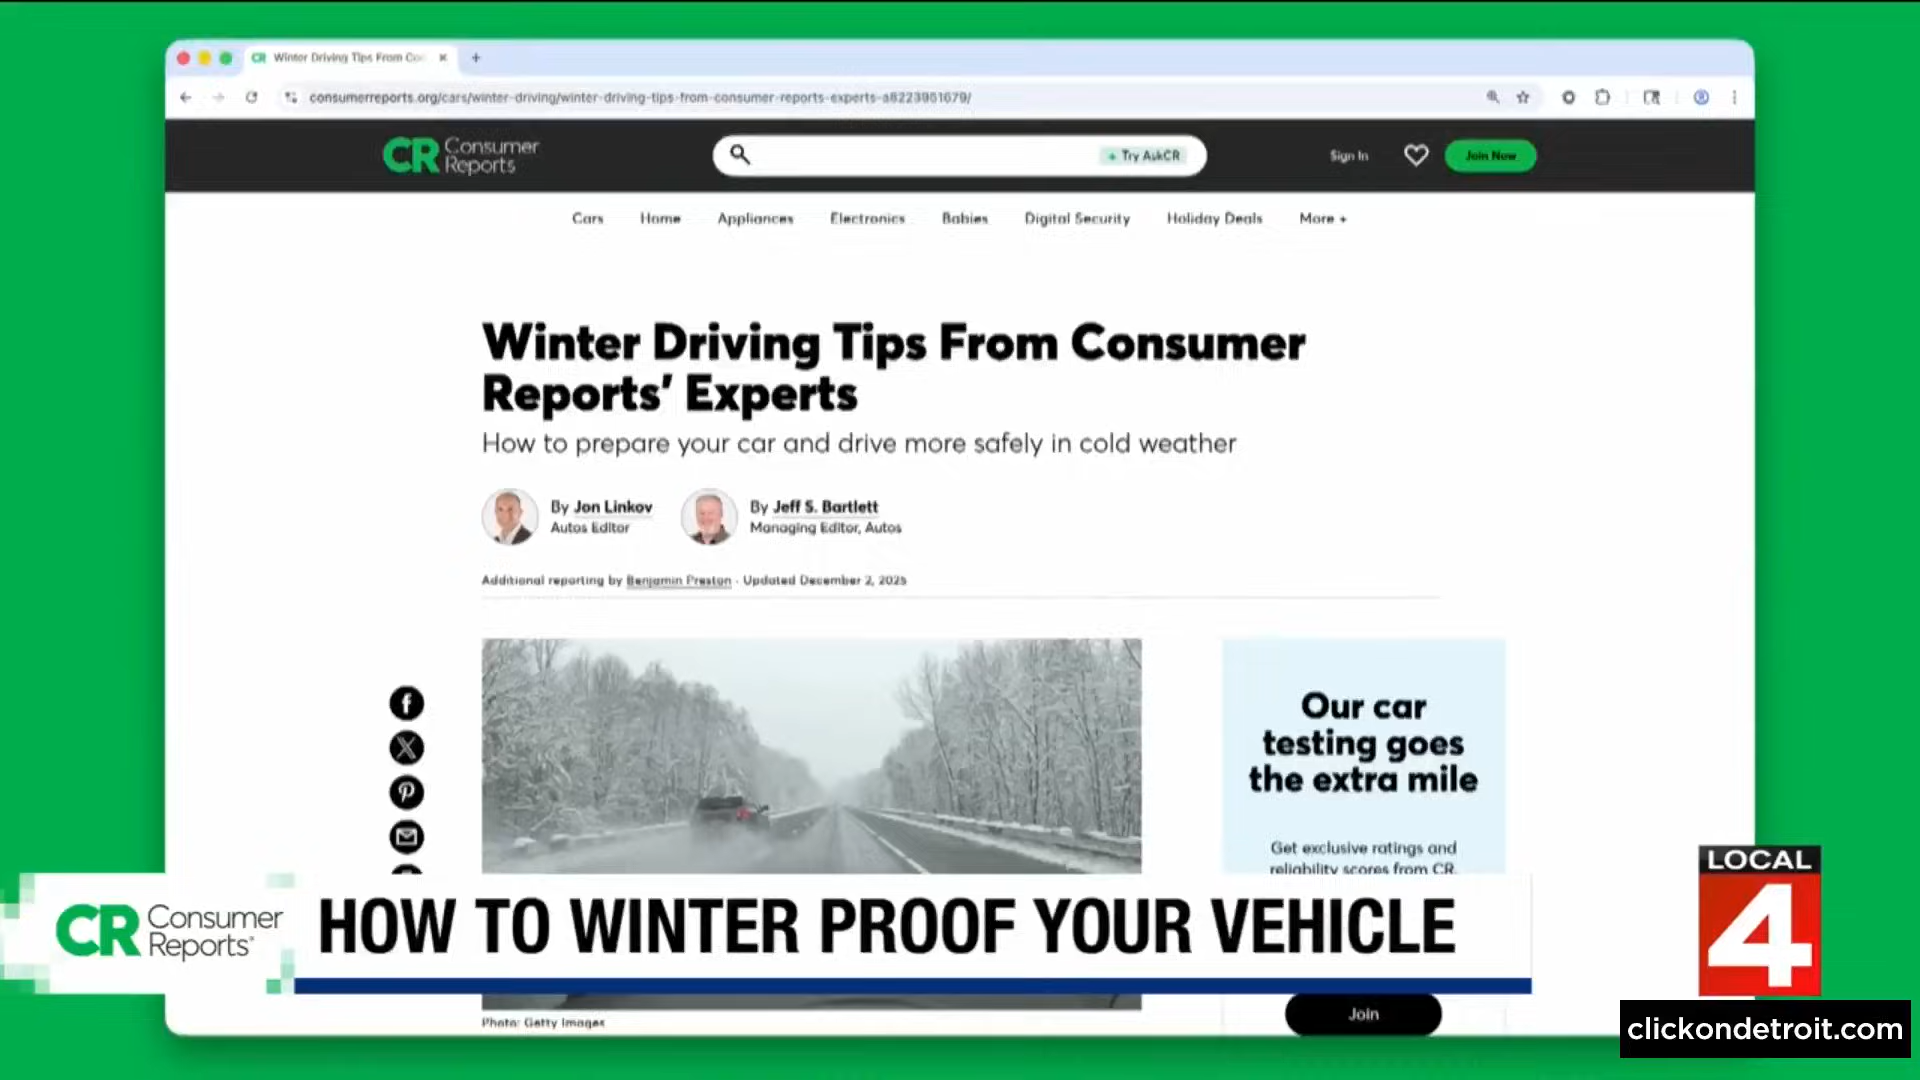 Winter Driving Tips From Con
consumerreports.org/cars/winter-driving/winter-driving-tips-from-consumer-reports-experts-a8223951679/
CR Consumer Reports
Try AskCR
Sign In
Join Now
Cars Home Appliances Electronics Babies Digital Security Holiday Deals More +
Winter Driving Tips From Consumer
Reports’ Experts
How to prepare your car and drive more safely in cold weather
By Jon Linkov
Autos Editor
By Jeff S. Bartlett
Managing Editor, Autos
Additional reporting by Benjamin Preston · Updated December 2, 2025
Our car
testing goes
the extra mile
Get exclusive ratings and
reliability scores from CR.
CR Consumer Reports®
HOW TO WINTER PROOF YOUR VEHICLE
LOCAL
4
Photo: Getty Images
Join
clickondetroit.com